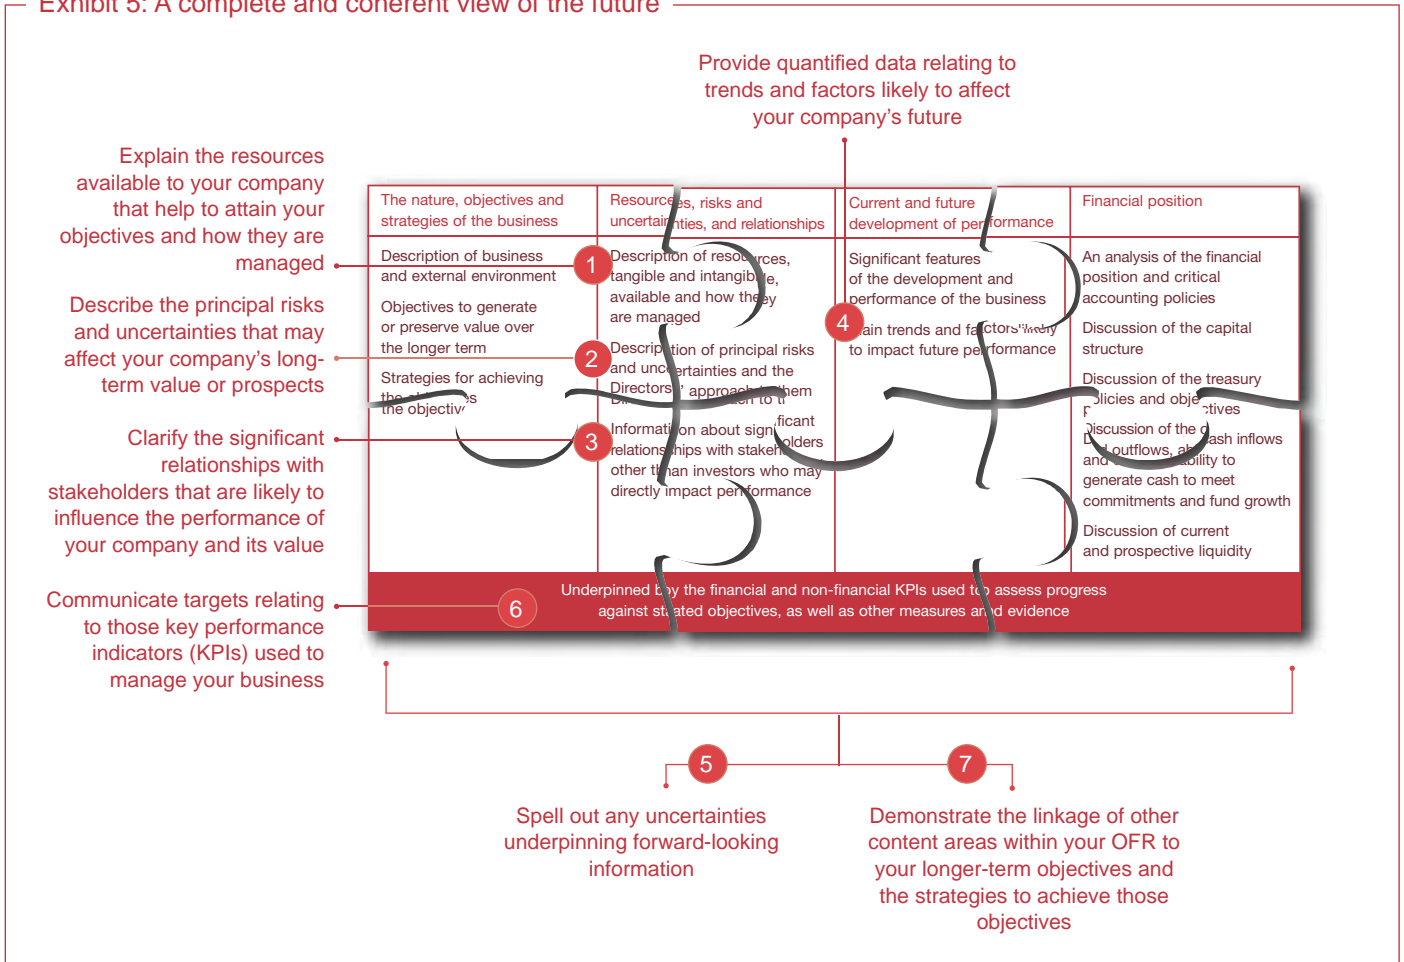 Exhibit 5: A complete and coherent view of the future
Provide quantified data relating to
trends and factors likely to affect
your company's future
Explain the resources
available to your company
that help to attain your
objectives and how they are
managed
Describe the principal risks
and uncertainties that may
affect your company's long-
term value or prospects
Clarify the significant
relationships with
stakeholders that are likely to
influence the performance of
your company and its value
Communicate targets relating
to those key performance
indicators (KPIs) used to
manage your business
The nature, objectives and
strategies of the business
Description of business
and external environment
Objectives to generate
or preserve value over
the longer term
Strategies for achieving
the objectives
1
2
3
Resources, risks and
uncertainties, and relationships
Description of resources,
tangible and intangible,
available and how they
are managed
Description of principal risks
and uncertainties and the
Directors' approach to them
Information about significant
relationships with stakeholders
other than investors who may
directly impact performance
4
Current and future
development of performance
Significant features
of the development and
performance of the business
Main trends and factors likely
to impact future performance
Financial position
An analysis of the financial
position and critical
accounting policies
Discussion of the capital
structure
Discussion of the treasury
policies and objectives
Discussion of the cash inflows
and outflows, ability to
generate cash to meet
commitments and fund growth
Discussion of current
and prospective liquidity
6
Underpinned by the financial and non-financial KPIs used to assess progress
against stated objectives, as well as other measures and evidence
5
Spell out any uncertainties
underpinning forward-looking
information
7
Demonstrate the linkage of other
content areas within your OFR to
your longer-term objectives and
the strategies to achieve those
objectives